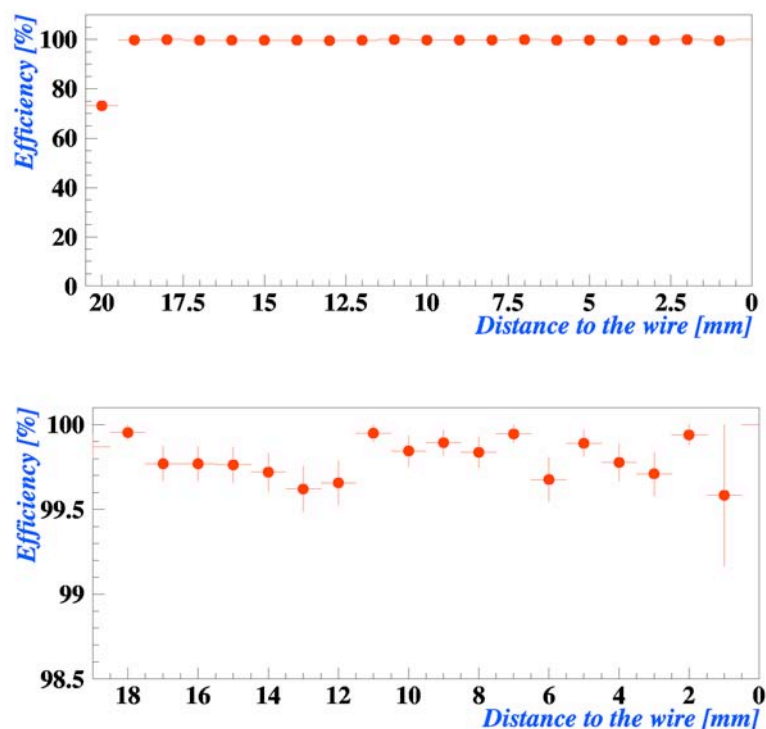 Efficiency [%]
100
80
60
40
20
0
20 17.5 15 12.5 10 7.5 5 2.5 0
Distance to the wire [mm]
Efficiency [%]
100
99.5
99
98.5
18 16 14 12 10 8 6 4 2 0
Distance to the wire [mm]